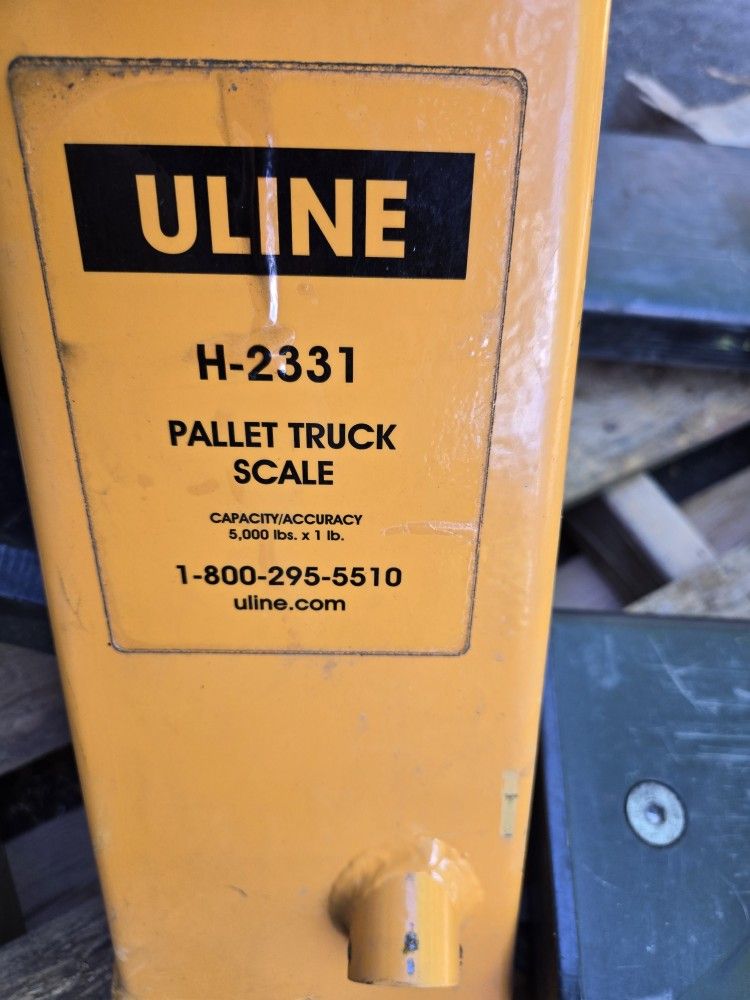 ULINE
H-2331
PALLET TRUCK
SCALE
CAPACITY/ACCURACY
5,000 lbs. x 1 lb.
1-800-295-5510
uline.com